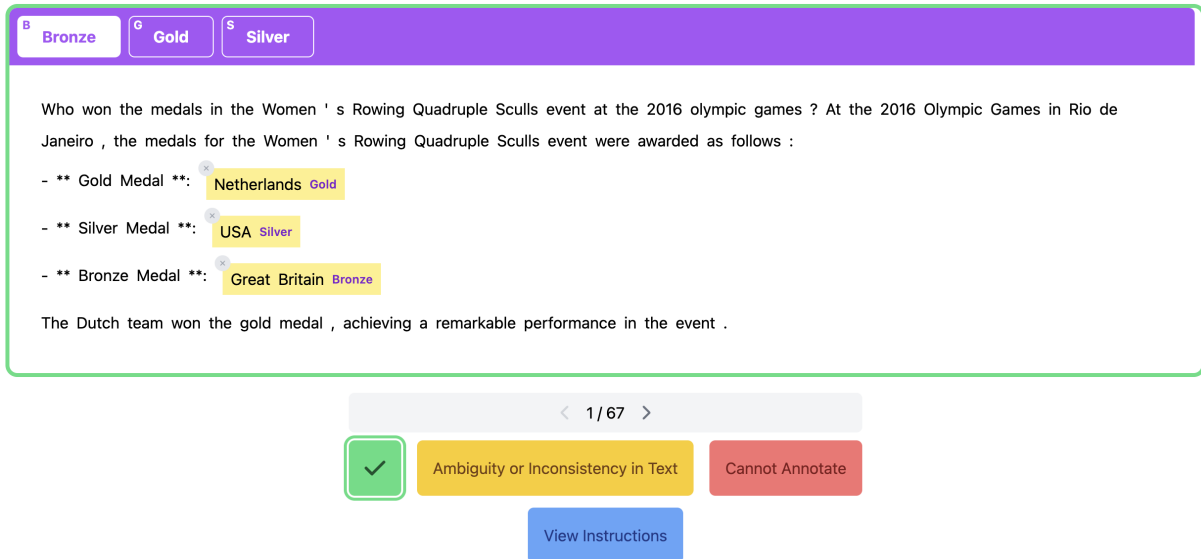 B Bronze G Gold S Silver
Who won the medals in the Women ' s Rowing Quadruple Sculls event at the 2016 olympic games ? At the 2016 Olympic Games in Rio de
Janeiro , the medals for the Women ' s Rowing Quadruple Sculls event were awarded as follows :
- ** Gold Medal **: × Netherlands Gold
- ** Silver Medal **: × USA Silver
- ** Bronze Medal **: × Great Britain Bronze
The Dutch team won the gold medal , achieving a remarkable performance in the event .
1 / 67
Ambiguity or Inconsistency in Text Cannot Annotate
View Instructions